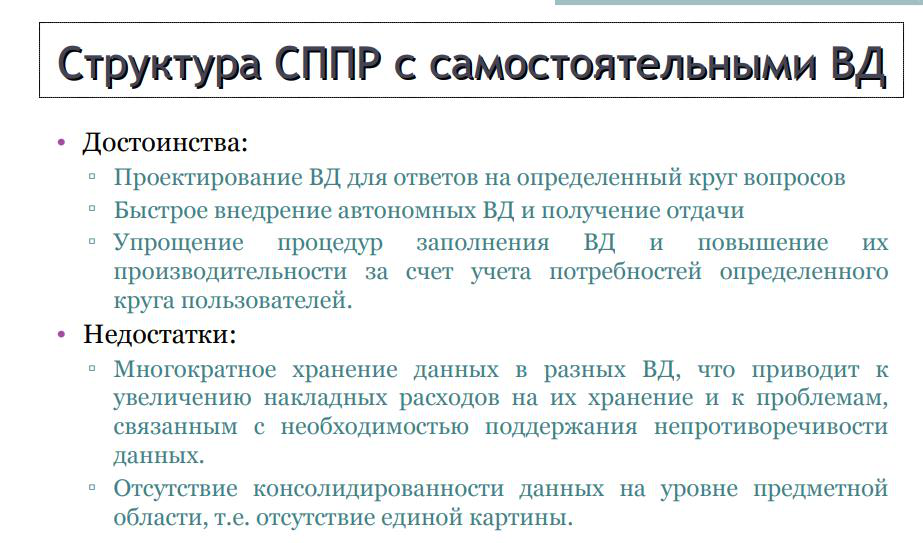 Структура СППР с самостоятельными ВД
• Достоинства:
▫ Проектирование ВД для ответов на определенный круг вопросов
▫ Быстрое внедрение автономных ВД и получение отдачи
▫ Упрощение процедур заполнения ВД и повышение их
производительности за счет учета потребностей определенного
круга пользователей.
• Недостатки:
▫ Многократное хранение данных в разных ВД, что приводит к
увеличению накладных расходов на их хранение и к проблемам,
связанным с необходимостью поддержания непротиворечивости
данных.
▫ Отсутствие консолидированности данных на уровне предметной
области, т.е. отсутствие единой картины.